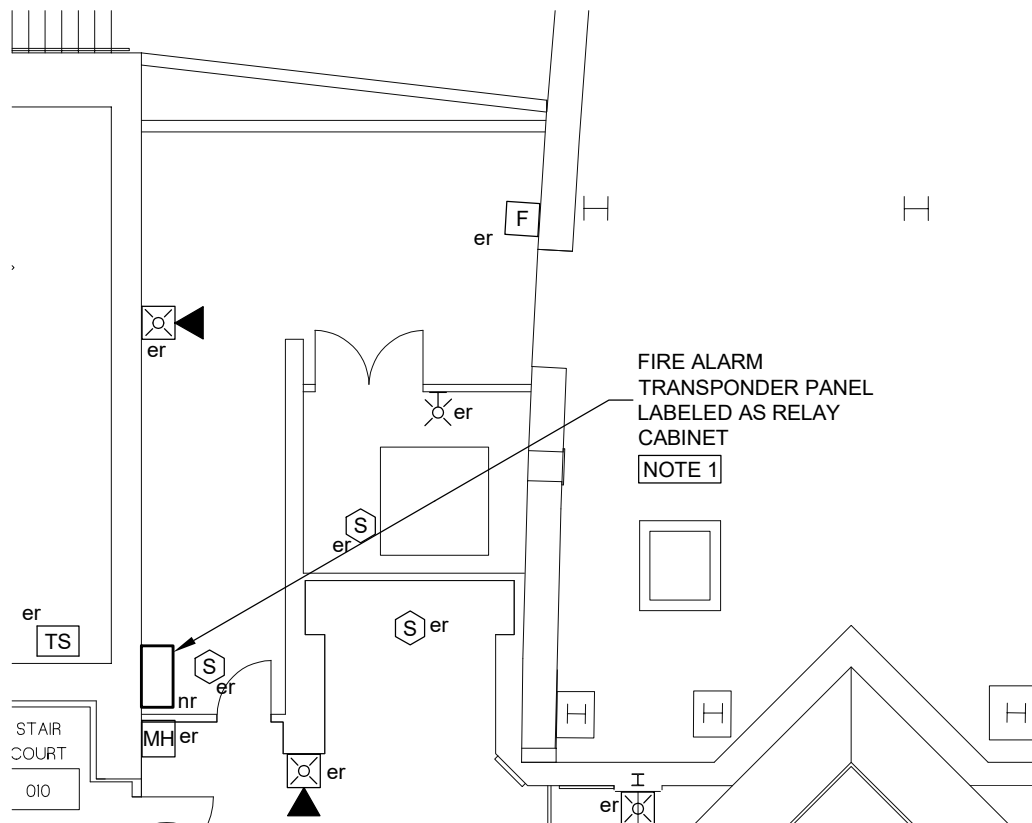 F
er
er
FIRE ALARM
TRANSPONDER PANEL
LABELED AS RELAY
CABINET
NOTE 1
er
S
er
er
TS
S
er
S
er
nr
MH er
STAIR
COURT
010
er
er